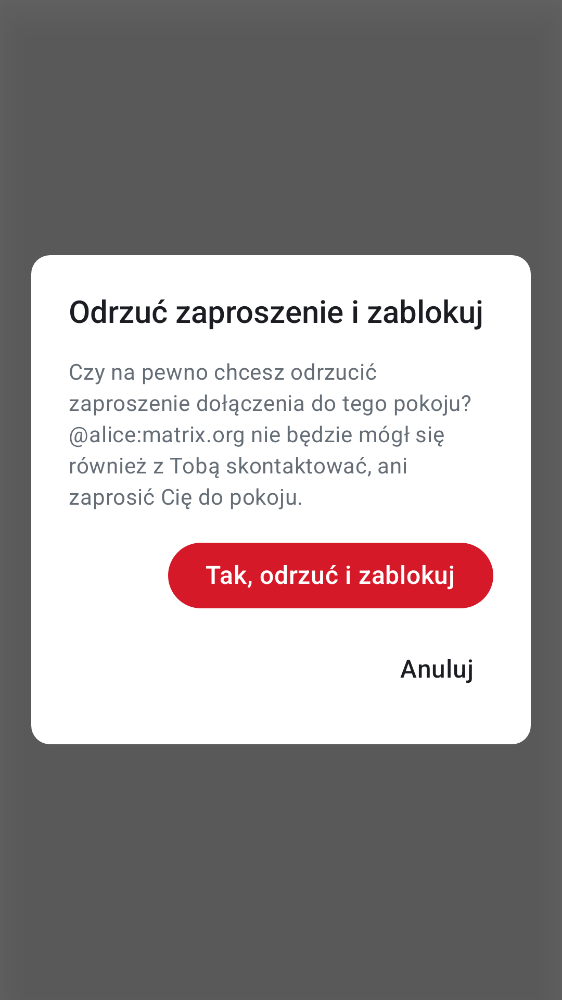 Odrzuć zaproszenie i zablokuj
Czy na pewno chcesz odrzucić
zaproszenie dołączenia do tego pokoju?
@alice:matrix.org nie będzie mógł się
również z Tobą skontaktować, ani
zaprosić Cię do pokoju.
Tak, odrzuć i zablokuj
Anuluj